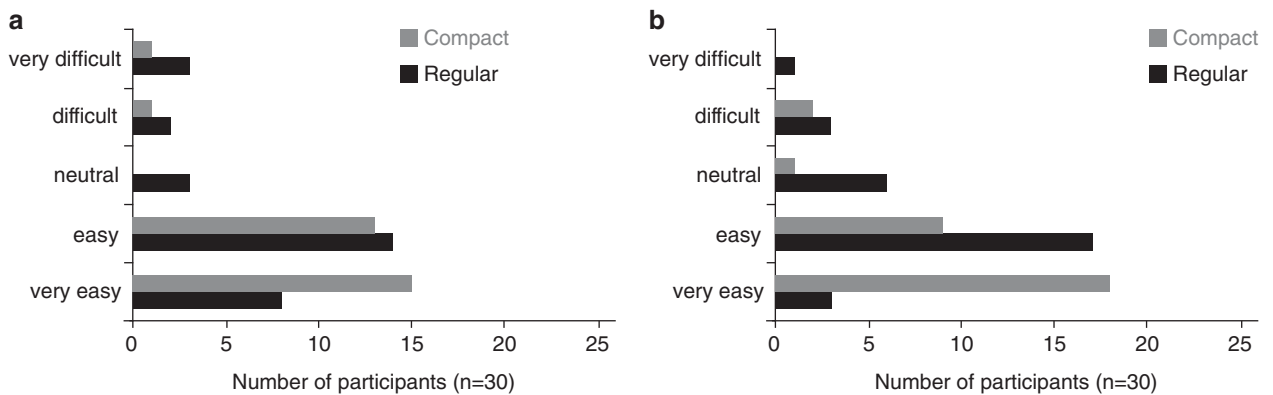 a
Compact
Regular
very difficult
difficult
neutral
easy
very easy
0 5 10 15 20 25
Number of participants (n=30)
b
Compact
Regular
very difficult
difficult
neutral
easy
very easy
0 5 10 15 20 25
Number of participants (n=30)